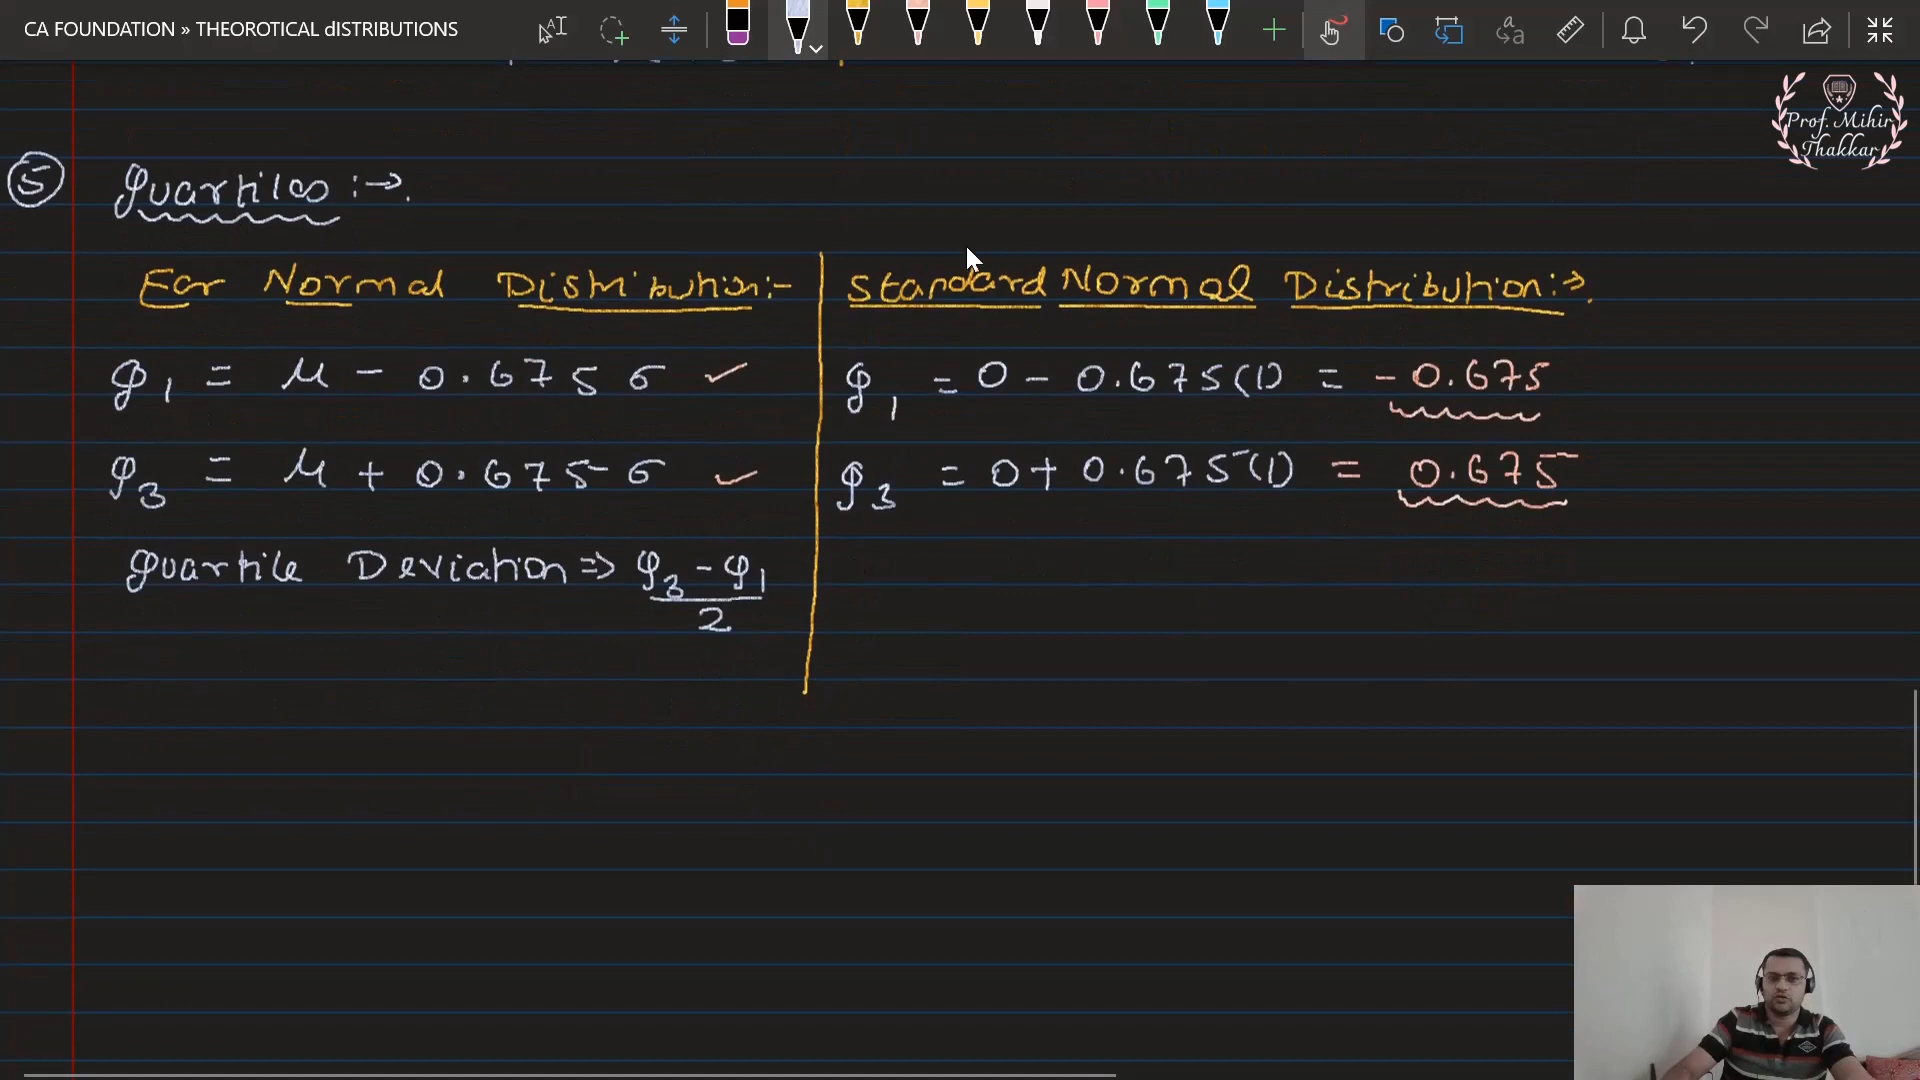 CA FOUNDATION » THEOROTICAL dISTRIBUTIONS
Prof. Mihir
Thakkar
5 Quartiles :→.
For Normal Distribution:-
Q1 = μ - 0.675 σ ✓
Q3 = μ + 0.675 σ ✓
Quartile Deviation ⇒ Q3 - Q1
2
Standard Normal Distribution:→.
Q1 = 0 - 0.675(1) = - 0.675
Q3 = 0 + 0.675(1) = 0.675